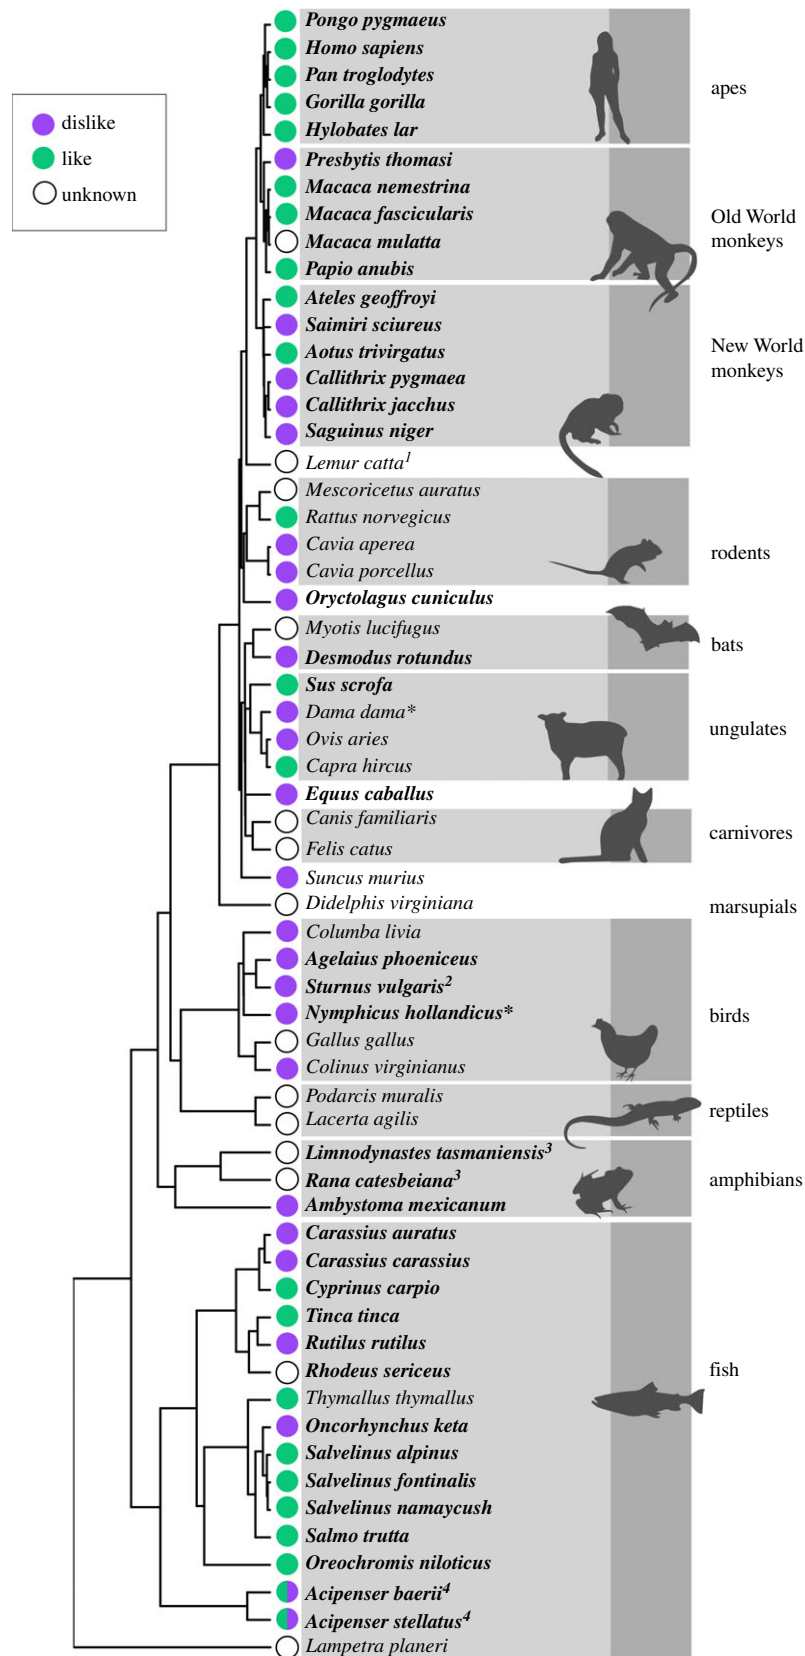 dislike
like
unknown
Pongo pygmaeus
Homo sapiens
Pan troglodytes
Gorilla gorilla
Hylobates lar
apes
Presbytis thomasi
Macaca nemestrina
Macaca fascicularis
Macaca mulatta
Papio anubis
Old World
monkeys
Ateles geoffroyi
Saimiri sciureus
Aotus trivirgatus
Callithrix pygmaea
Callithrix jacchus
Saguinus niger
New World
monkeys
Lemur catta¹
Mescoricetus auratus
Rattus norvegicus
Cavia aperea
Cavia porcellus
rodents
Oryctolagus cuniculus
Myotis lucifugus
Desmodus rotundus
bats
Sus scrofa
Dama dama*
Ovis aries
Capra hircus
ungulates
Equus caballus
Canis familiaris
Felis catus
carnivores
Suncus murius
Didelphis virginiana
marsupials
Columba livia
Agelaius phoeniceus
Sturnus vulgaris²
Nymphicus hollandicus*
Gallus gallus
Colinus virginianus
birds
Podarcis muralis
Lacerta agilis
reptiles
Limnodynastes tasmaniensis³
Rana catesbeiana³
Ambystoma mexicanum
amphibians
Carassius auratus
Carassius carassius
Cyprinus carpio
Tinca tinca
Rutilus rutilus
Rhodeus sericeus
Thymallus thymallus
Oncorhynchus keta
Salvelinus alpinus
Salvelinus fontinalis
Salvelinus namaycush
Salmo trutta
Oreochromis niloticus
Acipenser baerii⁴
Acipenser stellatus⁴
Lampetra planeri
fish